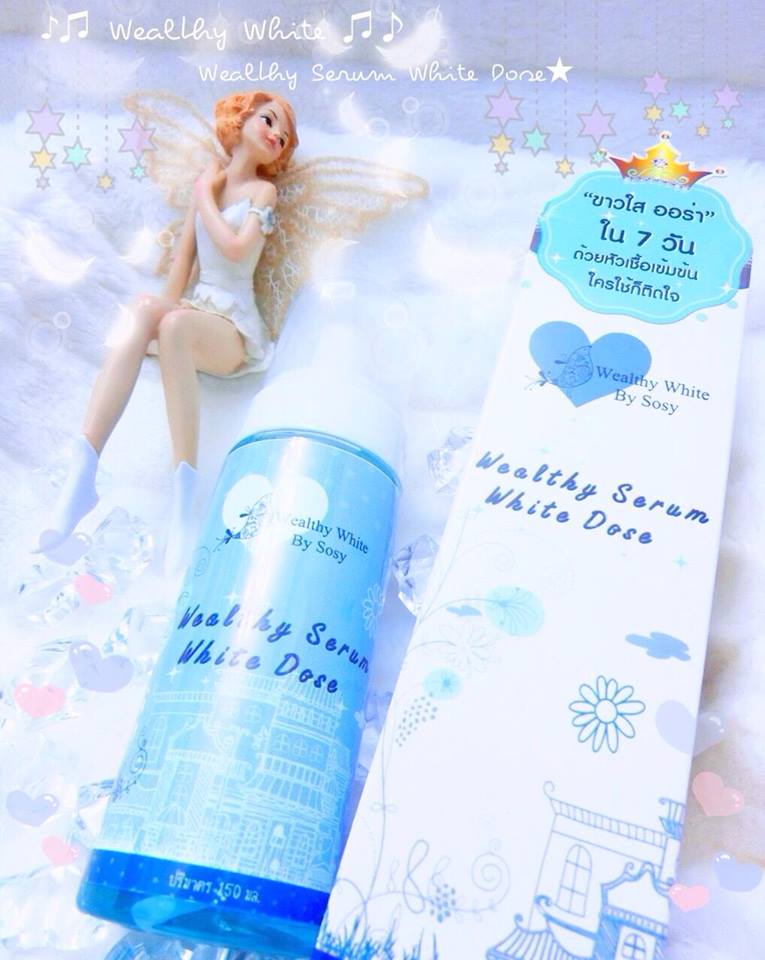 ♪♫ Wealthy White ♫♪
Wealthy Serum White Dose★
“ขาวใส ออร่า”
ใน 7 วัน
ด้วยหัวเชื้อเข้มข้น
ใครใช้ก็ติดใจ
Wealthy White
By Sosy
Wealthy Serum
White Dose
Wealthy White
By Sosy
Wealthy Serum
White Dose
ปริมาตร 150 มล.